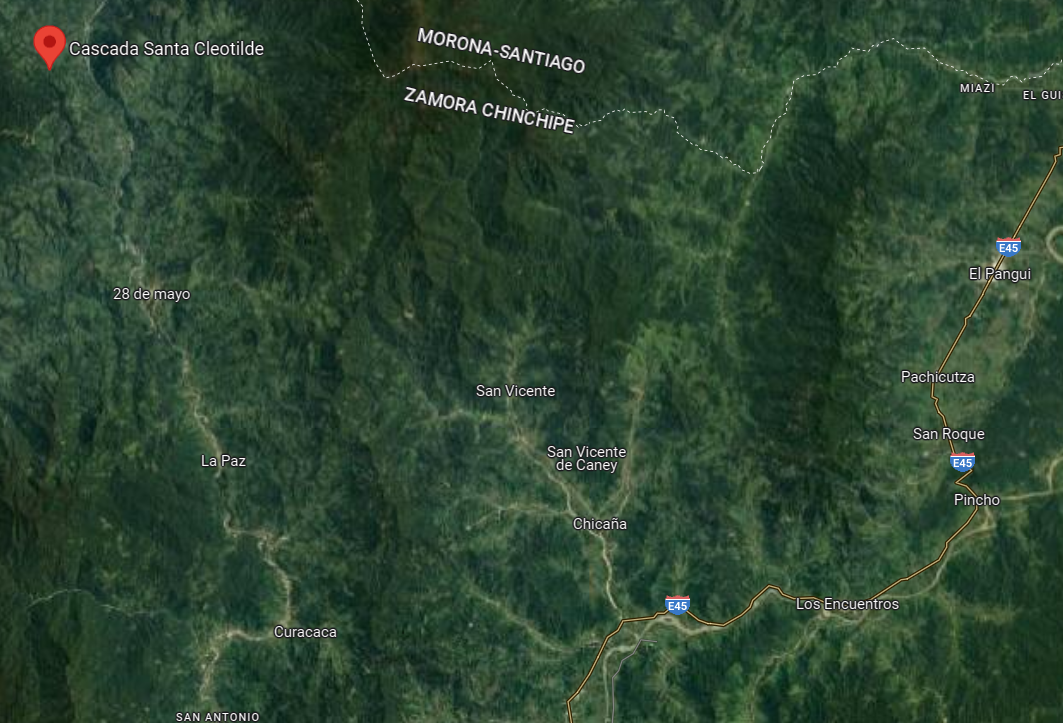 Cascada Santa Cleotilde
MORONA-SANTIAGO
ZAMORA CHINCHIPE
MIAZI
EL GUI
E45
El Pangui
28 de mayo
Pachicutza
San Vicente
San Roque
San Vicente
de Caney
La Paz
E45
Pincho
Chicaña
E45
Los Encuentros
Curacaca
SAN ANTONIO